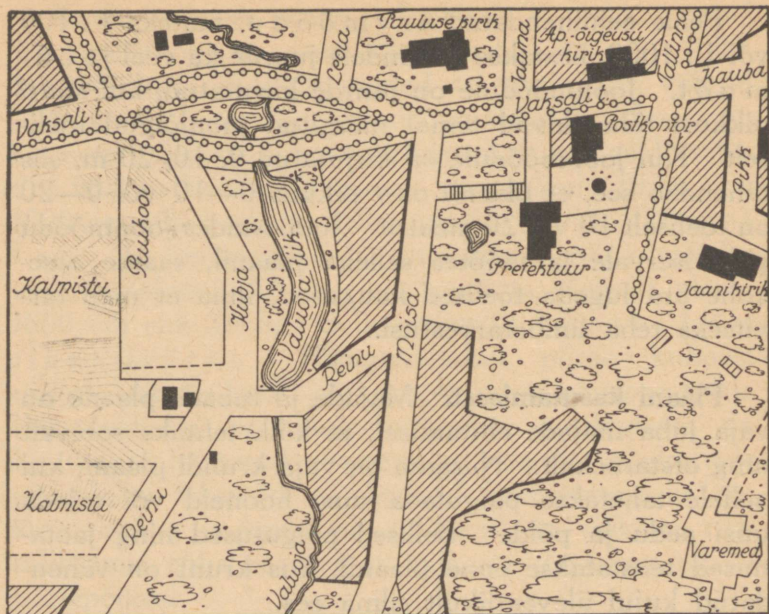 Paala
Leola
Pauluse kirik
Jaama
Ap. õigeusu
kirik
Tallinna
Kauba
Vaksali t.
Vaksali t.
Postkontor
Pikk
Puukool
Kalmistu
Kubja
Valuoja tiik
Mõisa
Prefektuur
Jaani kirik
Reinu
Kalmistu
Reinu
Valuoja
Varemed